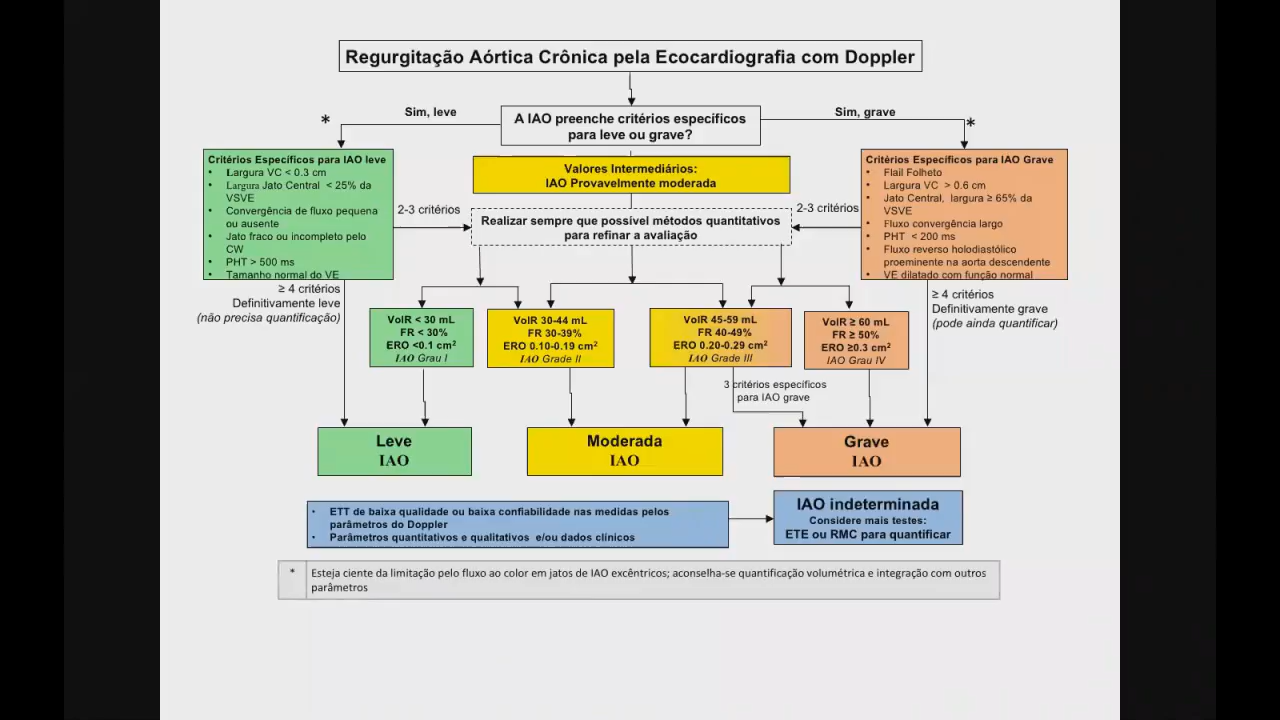 Regurgitação Aórtica Crônica pela Ecocardiografia com Doppler
Sim, leve
Sim, grave
*
*
A IAO preenche critérios específicos
para leve ou grave?
Critérios Específicos para IAO leve
• Largura VC < 0.3 cm
• Largura Jato Central < 25% da
VSVE
• Convergência de fluxo pequena
ou ausente
• Jato fraco ou incompleto pelo
CW
• PHT > 500 ms
• Tamanho normal do VE
Valores Intermediários:
IAO Provavelmente moderada
Critérios Específicos para IAO Grave
• Flail Folheto
• Largura VC > 0.6 cm
• Jato Central, largura ≥ 65% da
VSVE
• Fluxo convergência largo
• PHT < 200 ms
• Fluxo reverso holodiastólico
proeminente na aorta descendente
• VE dilatado com função normal
2-3 critérios
Realizar sempre que possível métodos quantitativos
para refinar a avaliação
2-3 critérios
≥ 4 critérios
Definitivamente leve
(não precisa quantificação)
≥ 4 critérios
Definitivamente grave
(pode ainda quantificar)
VolR < 30 mL
FR < 30%
ERO <0.1 cm²
IAO Grau I
VolR 30-44 mL
FR 30-39%
ERO 0.10-0.19 cm²
IAO Grade II
VolR 45-59 mL
FR 40-49%
ERO 0.20-0.29 cm²
IAO Grade III
VolR ≥ 60 mL
FR ≥ 50%
ERO ≥0.3 cm²
IAO Grau IV
3 critérios específicos
para IAO grave
Leve
IAO
Moderada
IAO
Grave
IAO
• ETT de baixa qualidade ou baixa confiabilidade nas medidas pelos
parâmetros do Doppler
• Parâmetros quantitativos e qualitativos e/ou dados clínicos
IAO indeterminada
Considere mais testes:
ETE ou RMC para quantificar
* Esteja ciente da limitação pelo fluxo ao color em jatos de IAO excêntricos; aconselha-se quantificação volumétrica e integração com outros
parâmetros